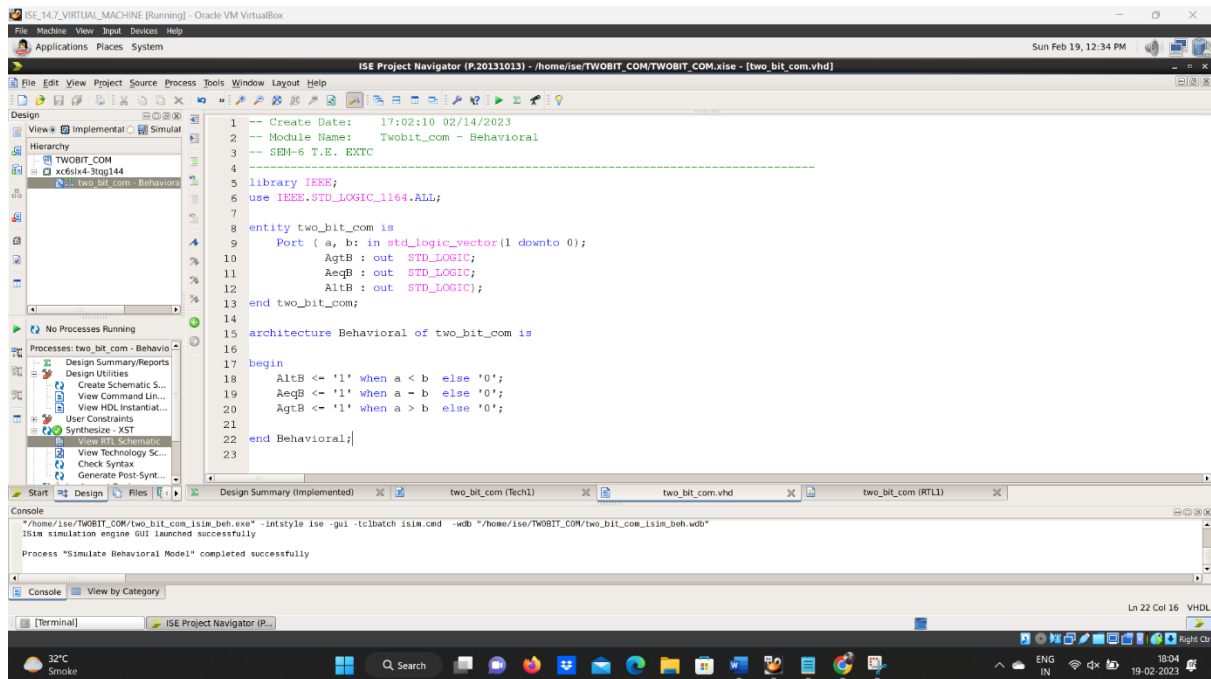 ISE_14.7_VIRTUAL_MACHINE [Running] - Oracle VM VirtualBox
File Machine View Input Devices Help
Applications Places System Sun Feb 19, 12:34 PM
ISE Project Navigator (P.20131013) - /home/ise/TWOBIT_COM/TWOBIT_COM.xise - [two_bit_com.vhd]
File Edit View Project Source Process Tools Window Layout Help
Design
View Implementat Simulat
Hierarchy
TWOBIT_COM
xc6slx4-3tqg144
two_bit_com - Behaviora
No Processes Running
Processes: two_bit_com - Behavio
Design Summary/Reports
Design Utilities
Create Schematic S...
View Command Lin...
View HDL Instantiat...
User Constraints
Synthesize - XST
View RTL Schematic
View Technology Sc...
Check Syntax
Generate Post-Synt...
Start Design Files
1 -- Create Date: 17:02:10 02/14/2023
2 -- Module Name: Twobit_com - Behavioral
3 -- SEM-6 T.E. EXTC
4 ----------------------------------------------------------------------------------
5 library IEEE;
6 use IEEE.STD_LOGIC_1164.ALL;
7
8 entity two_bit_com is
9 Port ( a, b: in std_logic_vector(1 downto 0);
10 AgtB : out STD_LOGIC;
11 AeqB : out STD_LOGIC;
12 AltB : out STD_LOGIC);
13 end two_bit_com;
14
15 architecture Behavioral of two_bit_com is
16
17 begin
18 AltB <= '1' when a < b else '0';
19 AeqB <= '1' when a = b else '0';
20 AgtB <= '1' when a > b else '0';
21
22 end Behavioral;
23
Design Summary (Implemented) two_bit_com (Tech1) two_bit_com.vhd two_bit_com (RTL1)
Console
"/home/ise/TWOBIT_COM/two_bit_com_isim_beh.exe" -intstyle ise -gui -tclbatch isim.cmd -wdb "/home/ise/TWOBIT_COM/two_bit_com_isim_beh.wdb"
ISim simulation engine GUI launched successfully
Process "Simulate Behavioral Model" completed successfully
Console View by Category
Ln 22 Col 16 VHDL
[Terminal] ISE Project Navigator (P...
Right Ctr
32°C
Smoke
Search
ENG
IN
18:04
19-02-2023